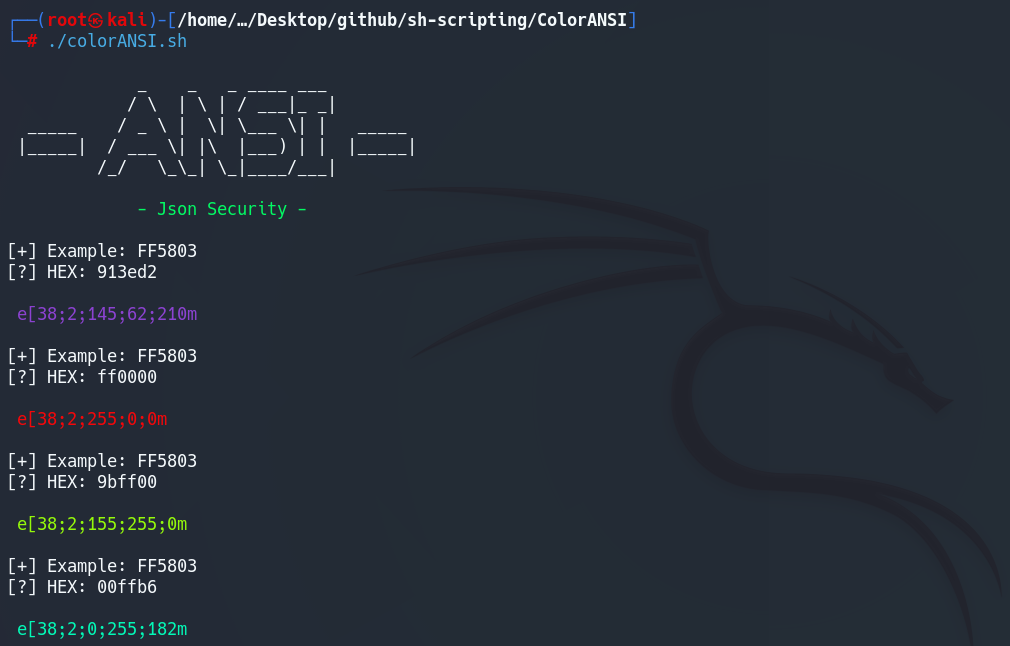 ┌──(root㉿kali)-[/home/…/Desktop/github/sh-scripting/ColorANSI]
└─# ./colorANSI.sh
             _    _   _ ____ ___
            / \  | \ | / ___|_ _|
  _____    / _ \ |  \| \___ \| |   _____
 |_____|  / ___ \| |\  |___) | |  |_____|
         /_/   \_\_| \_|____/___|
- Json Security -
[+] Example: FF5803
[?] HEX: 913ed2
e[38;2;145;62;210m
[+] Example: FF5803
[?] HEX: ff0000
e[38;2;255;0;0m
[+] Example: FF5803
[?] HEX: 9bff00
e[38;2;155;255;0m
[+] Example: FF5803
[?] HEX: 00ffb6
e[38;2;0;255;182m